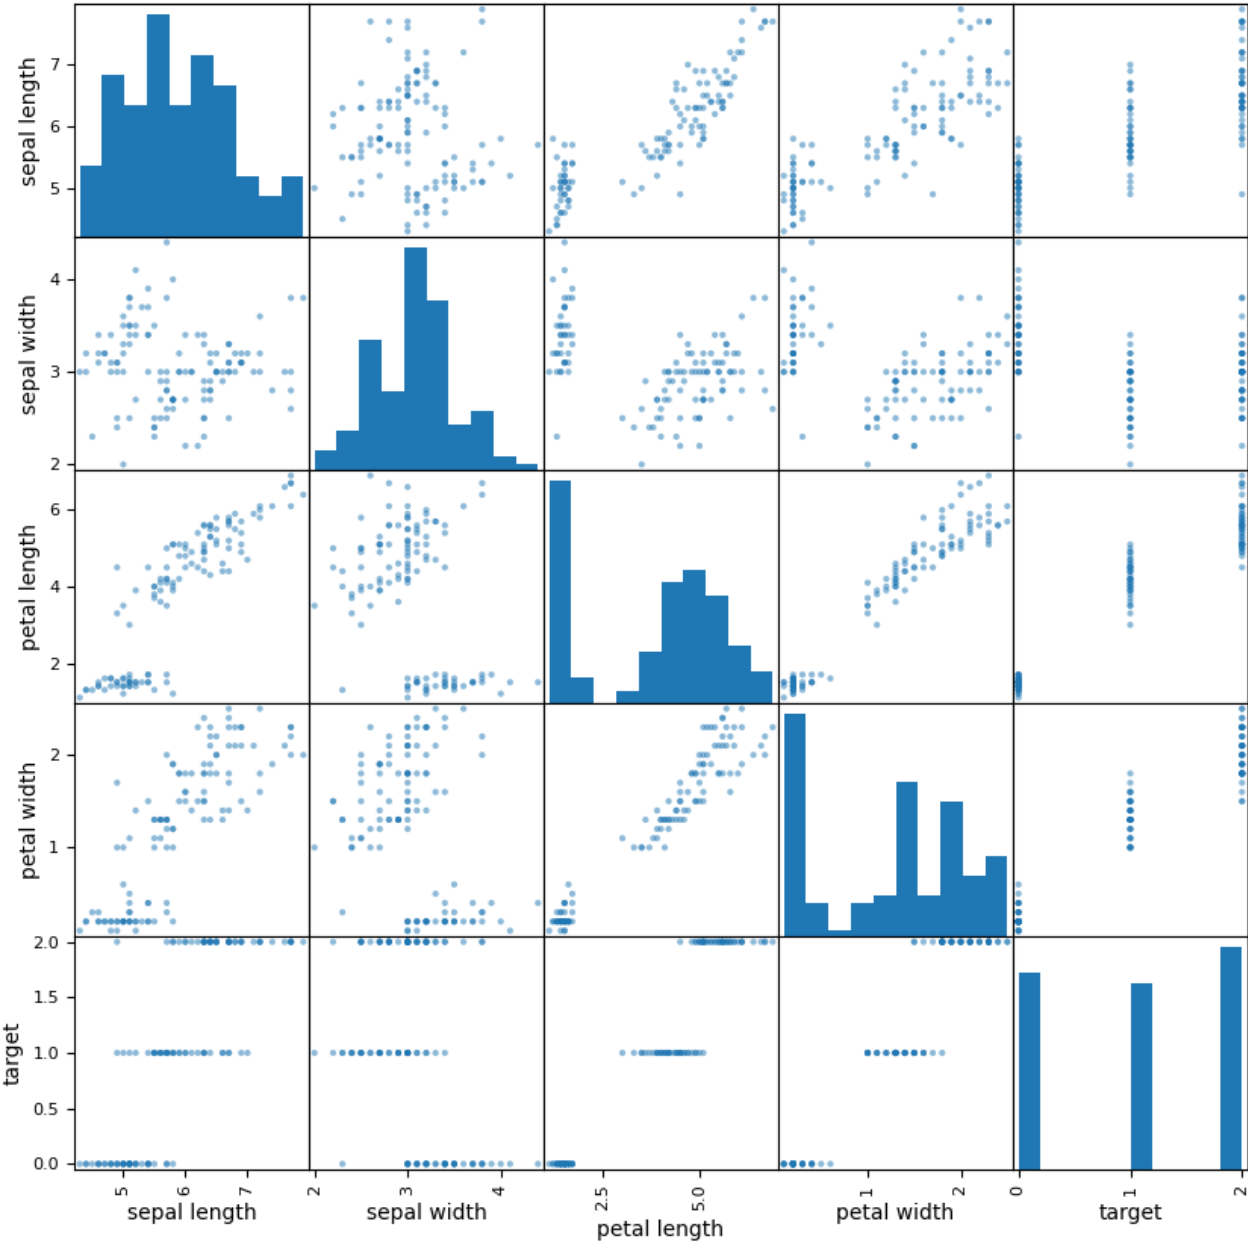 sepal length
7
6
5
sepal width
4
3
2
petal length
6
4
2
petal width
2
1
target
2.0
1.5
1.0
0.5
0.0
5 6 7 2 3 4 2.5 5.0 1 2 0 1 2
sepal length sepal width petal length petal width target